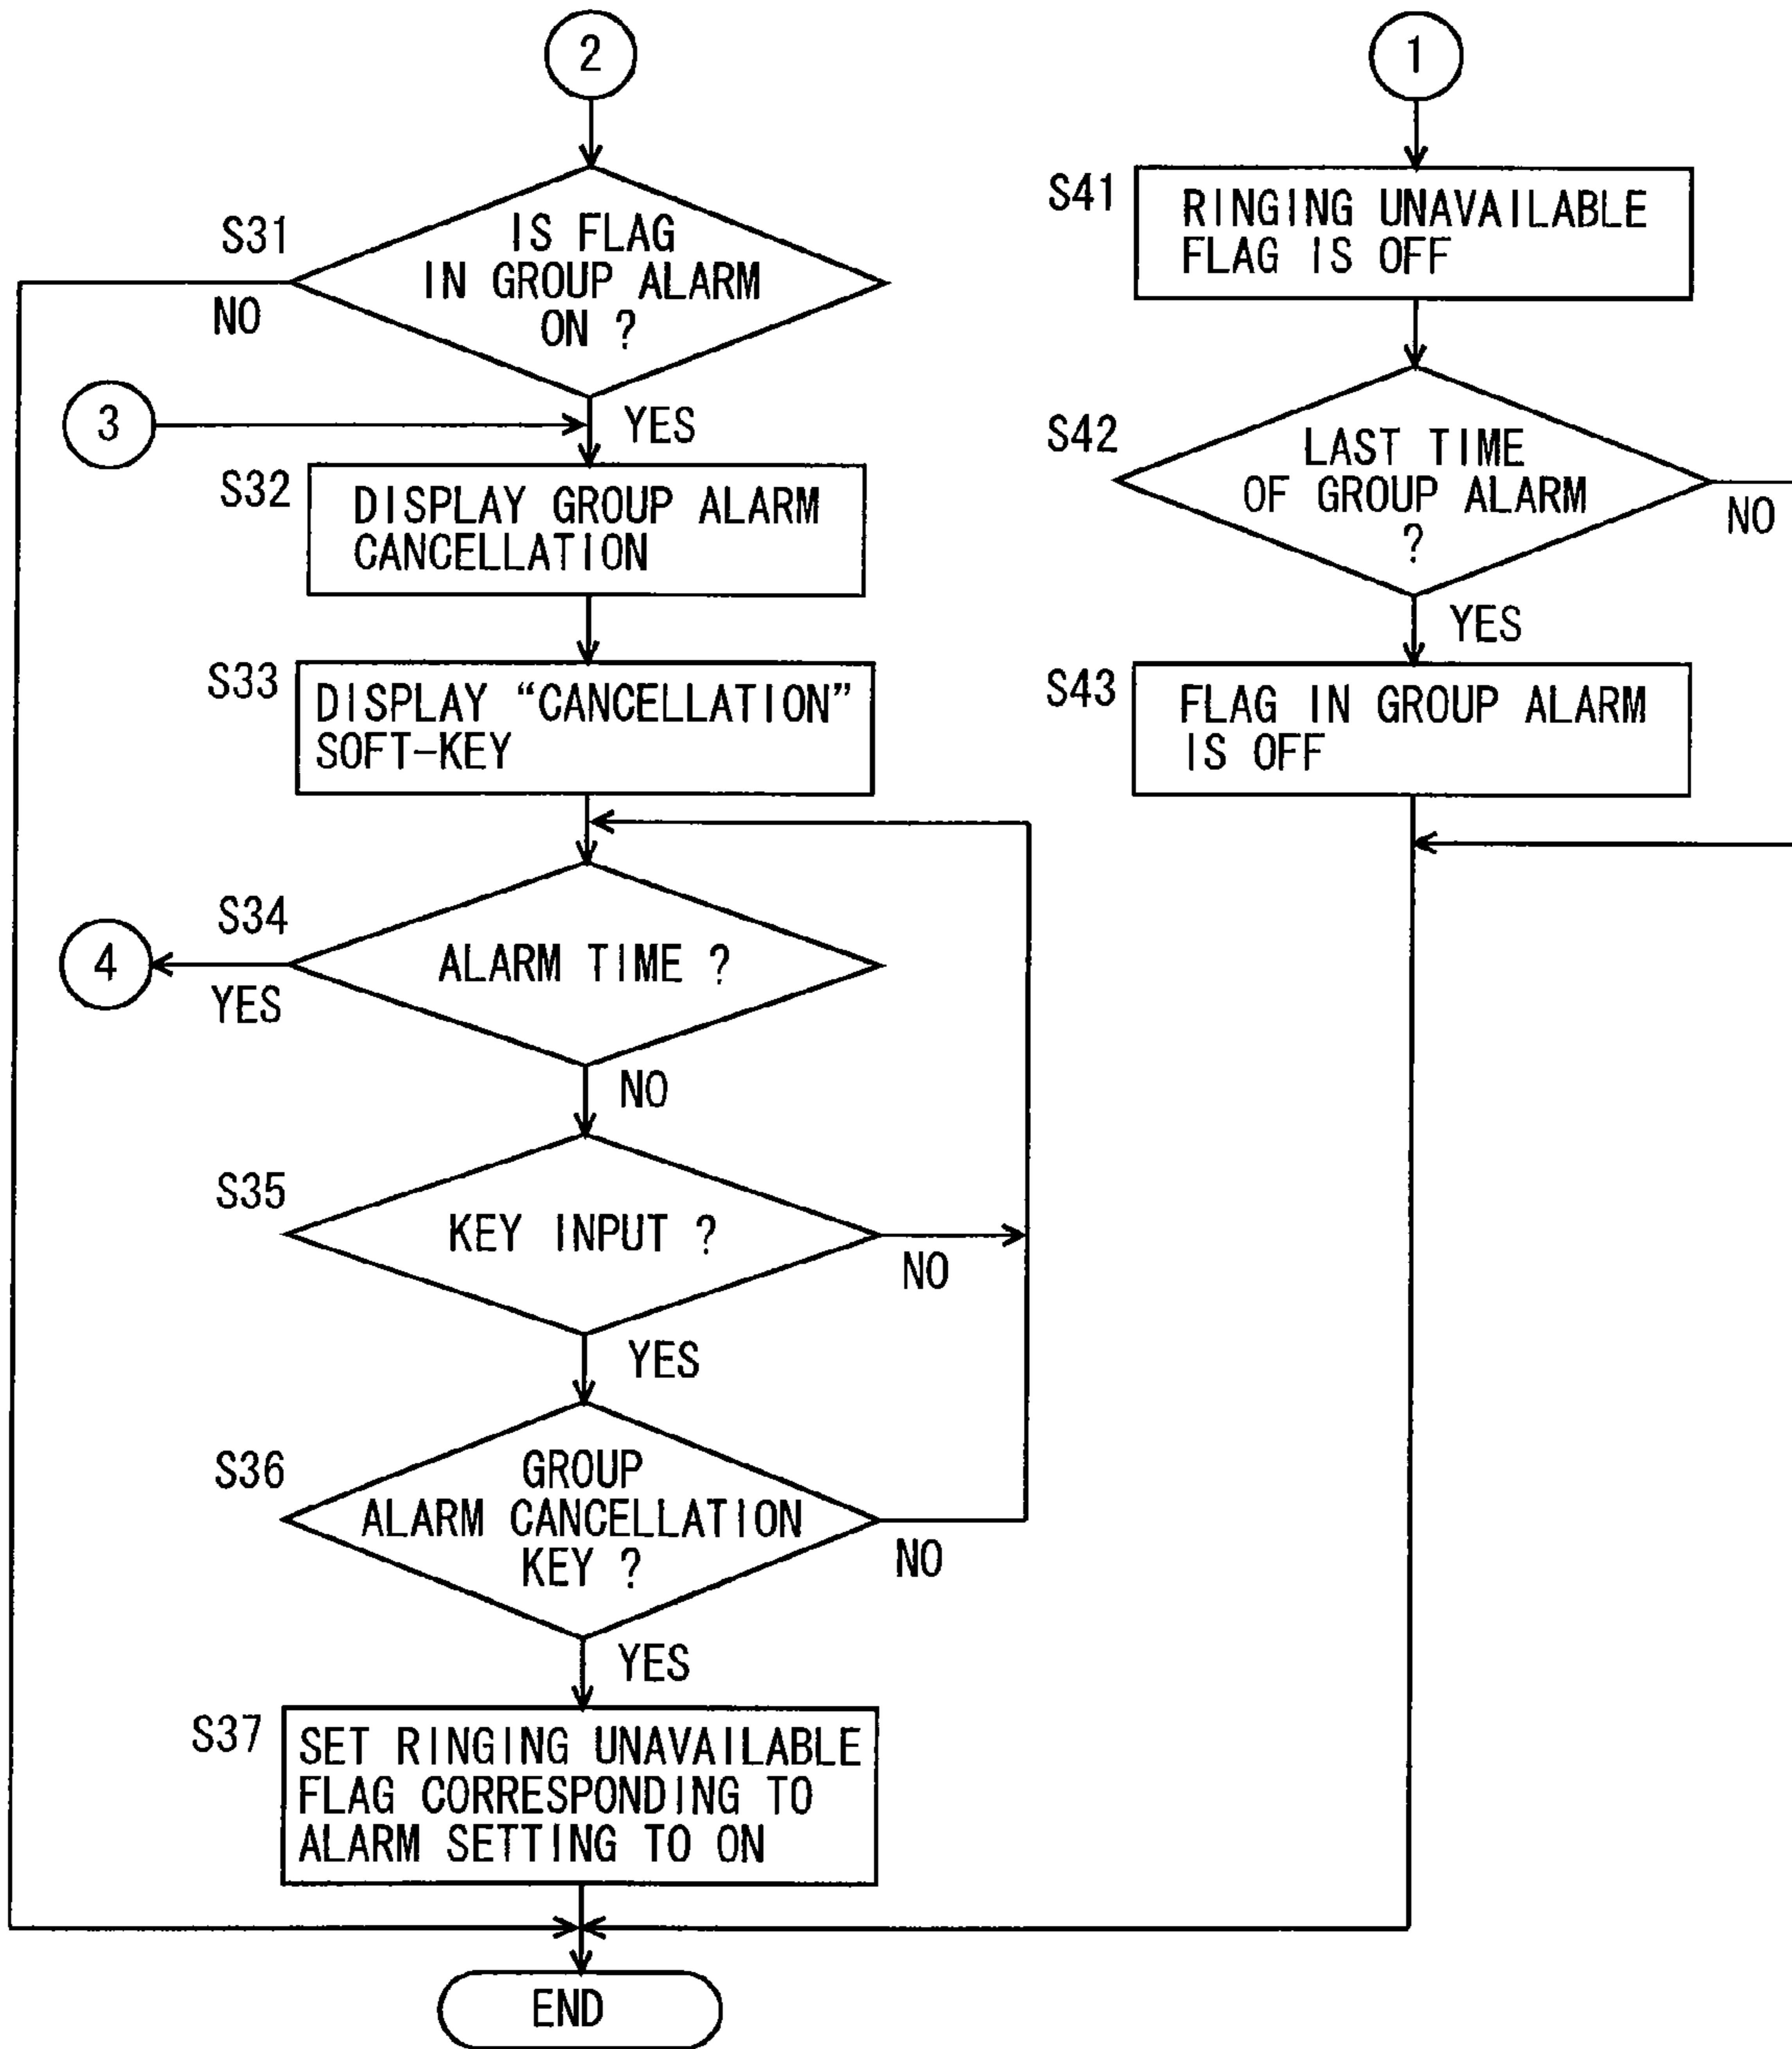 2
S31
IS FLAG
IN GROUP ALARM
ON ?
NO
3
YES
S32
DISPLAY GROUP ALARM
CANCELLATION
S33
DISPLAY “CANCELLATION”
SOFT-KEY
S34
ALARM TIME ?
4
YES
NO
S35
KEY INPUT ?
NO
YES
S36
GROUP
ALARM CANCELLATION
KEY ?
NO
YES
S37
SET RINGING UNAVAILABLE
FLAG CORRESPONDING TO
ALARM SETTING TO ON
END
1
S41
RINGING UNAVAILABLE
FLAG IS OFF
S42
LAST TIME
OF GROUP ALARM
?
NO
YES
S43
FLAG IN GROUP ALARM
IS OFF